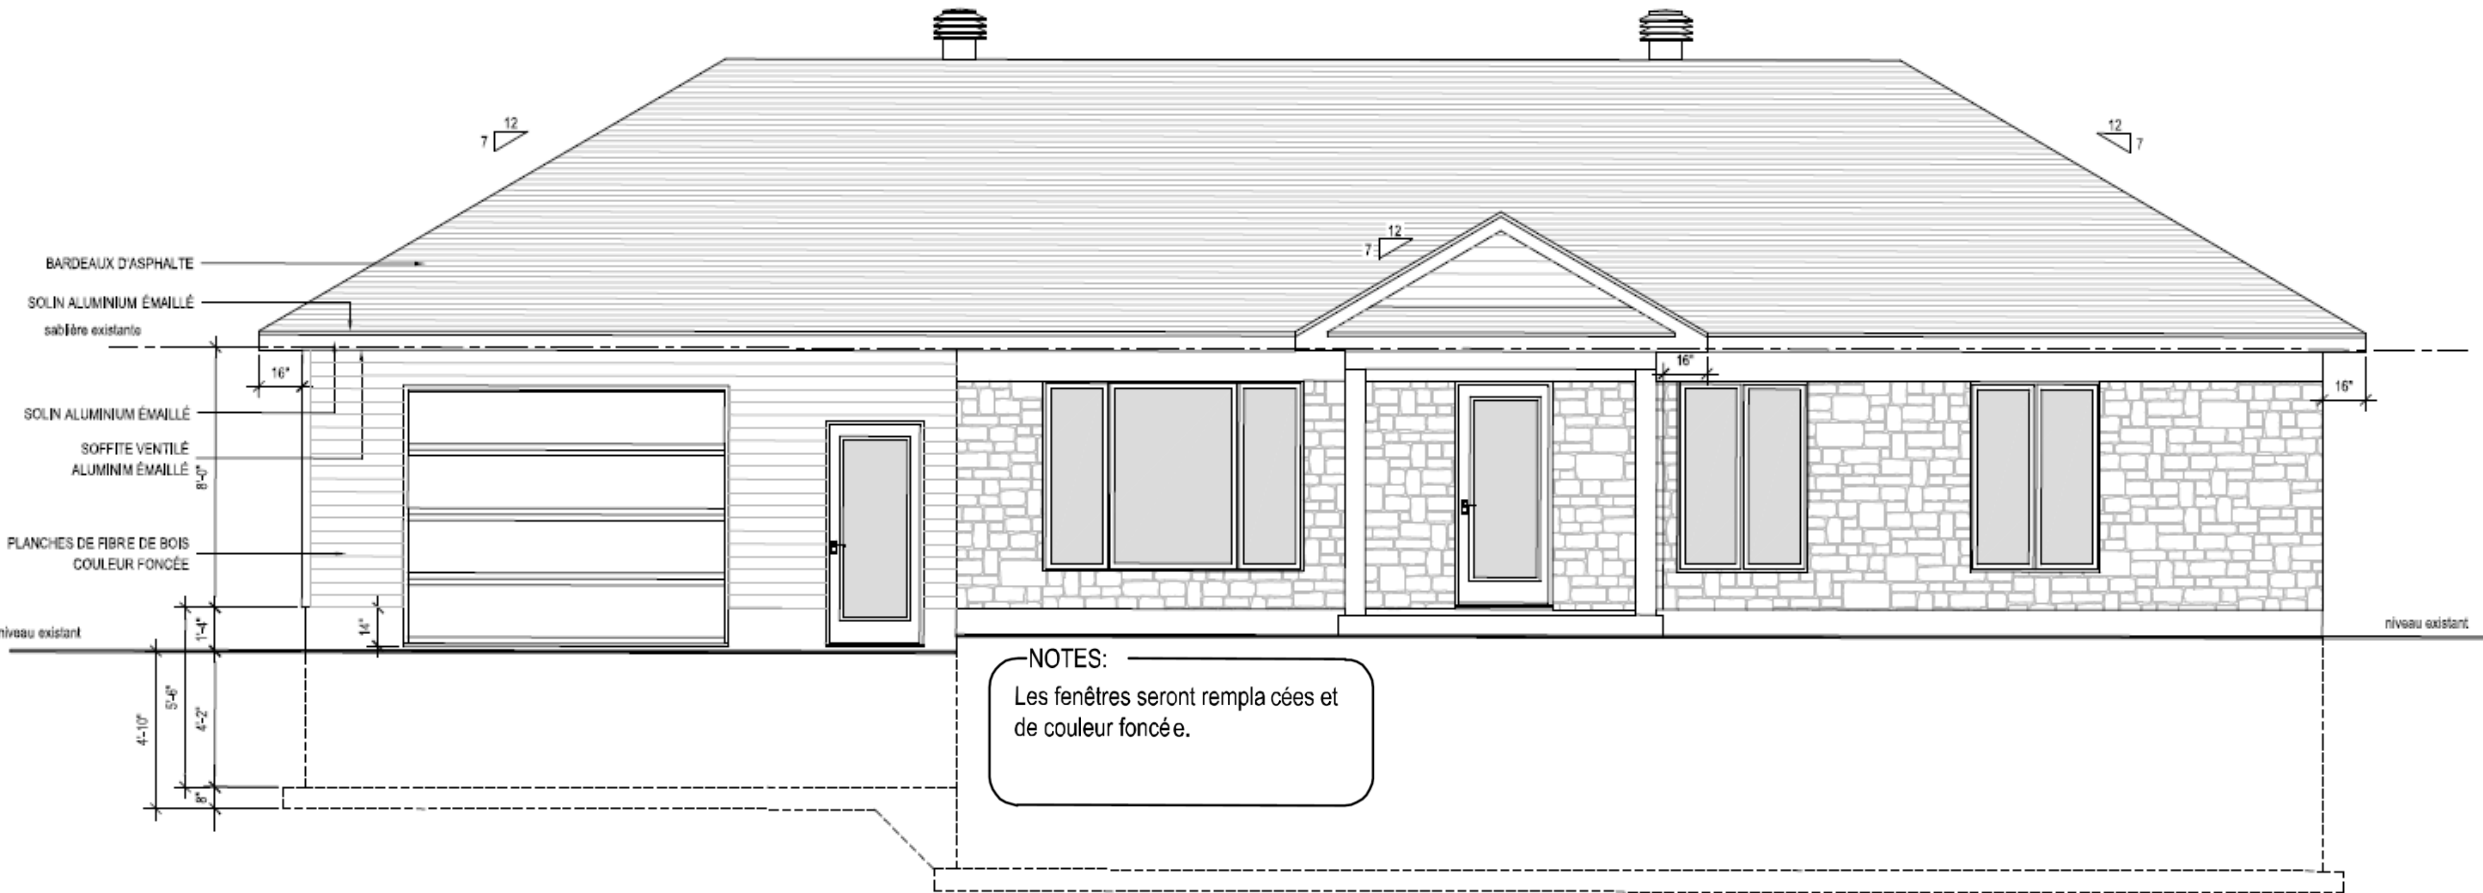 12
7
12
7
12
7
BARDEAUX D'ASPHALTE
SOLIN ALUMINIUM ÉMAILLÉ
sablière existante
16"
16"
16"
SOLIN ALUMINIUM ÉMAILLÉ
SOFFITE VENTILÉ
ALUMINIM ÉMAILLÉ
8'-0"
PLANCHES DE FIBRE DE BOIS
COULEUR FONCÉE
niveau existant
1'-4"
14"
niveau existant
5'-6"
4'-10"
4'-2"
8"
NOTES:
Les fenêtres seront rempla cées et
de couleur foncée.